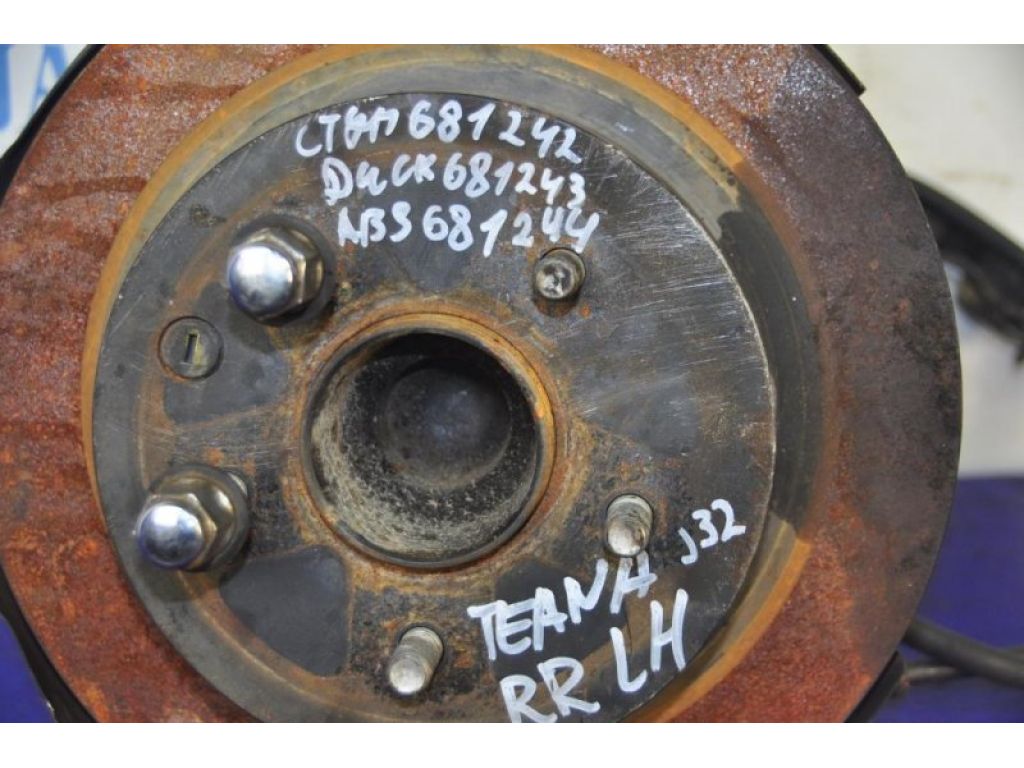 СТУП 681242
ДИСК 681243
ABS 681244
J32
TEANA
RR LH